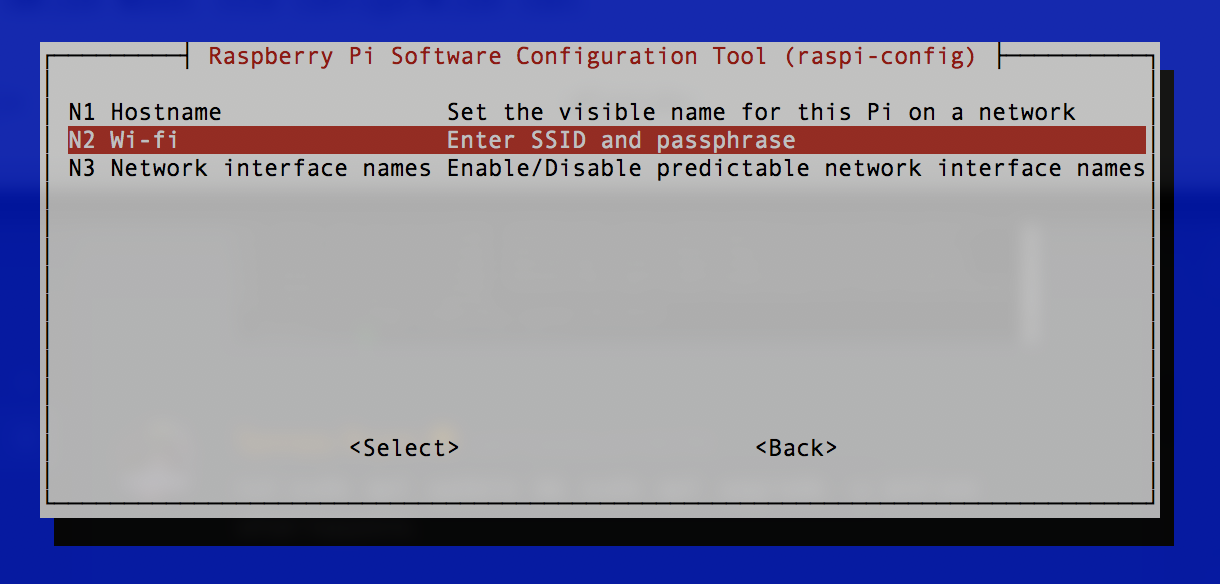 Raspberry Pi Software Configuration Tool (raspi-config)
N1 Hostname Set the visible name for this Pi on a network
N2 Wi-fi Enter SSID and passphrase
N3 Network interface names Enable/Disable predictable network interface names
<Select> <Back>